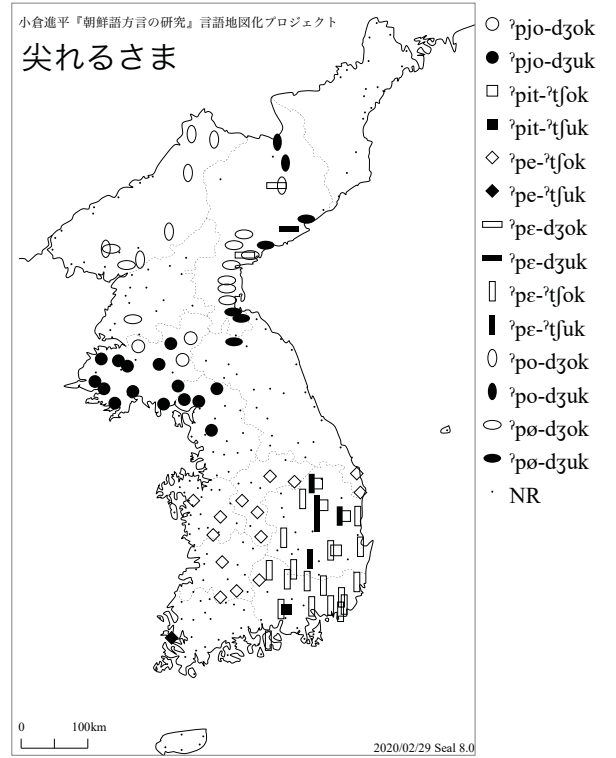 小倉進平『朝鮮語方言の研究』言語地図化プロジェクト
尖れるさま
ˀpjo-dʒok
ˀpjo-dʒuk
ˀpit-ˀtʃok
ˀpit-ˀtʃuk
ˀpe-ˀtʃok
ˀpe-ˀtʃuk
ˀpɛ-dʒok
ˀpɛ-dʒuk
ˀpɛ-ˀtʃok
ˀpɛ-ˀtʃuk
ˀpo-dʒok
ˀpo-dʒuk
ˀpø-dʒok
ˀpø-dʒuk
NR
0 100km
2020/02/29 Seal 8.0